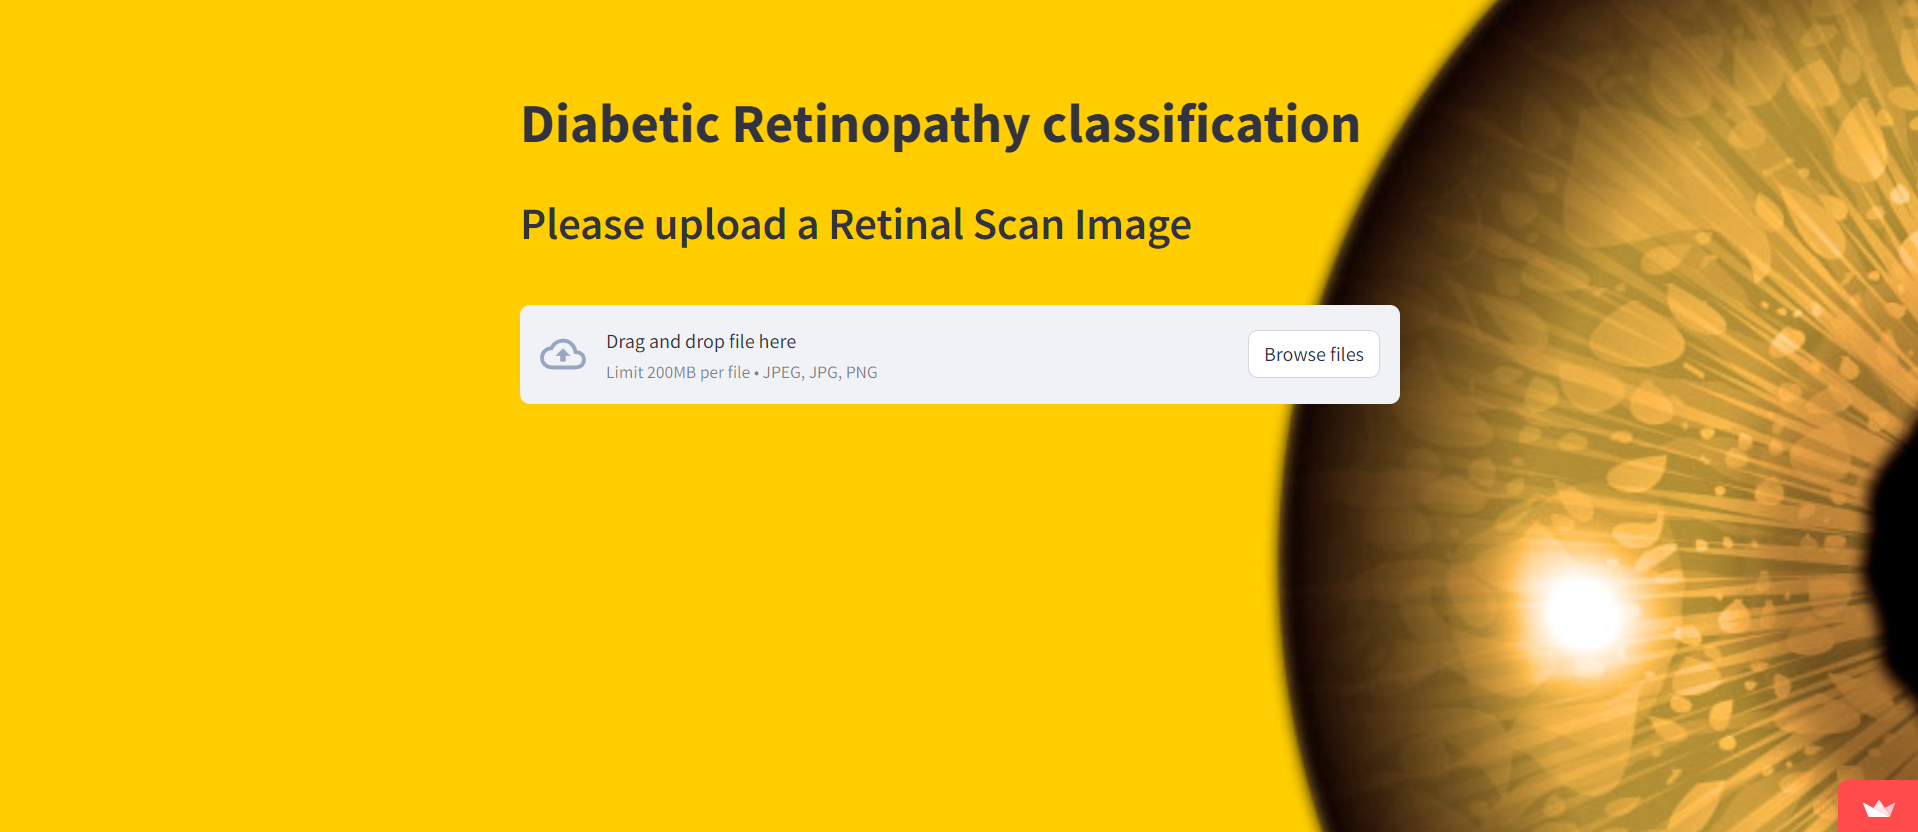 Diabetic Retinopathy classification
Please upload a Retinal Scan Image
Drag and drop file here
Limit 200MB per file • JPEG, JPG, PNG
Browse files